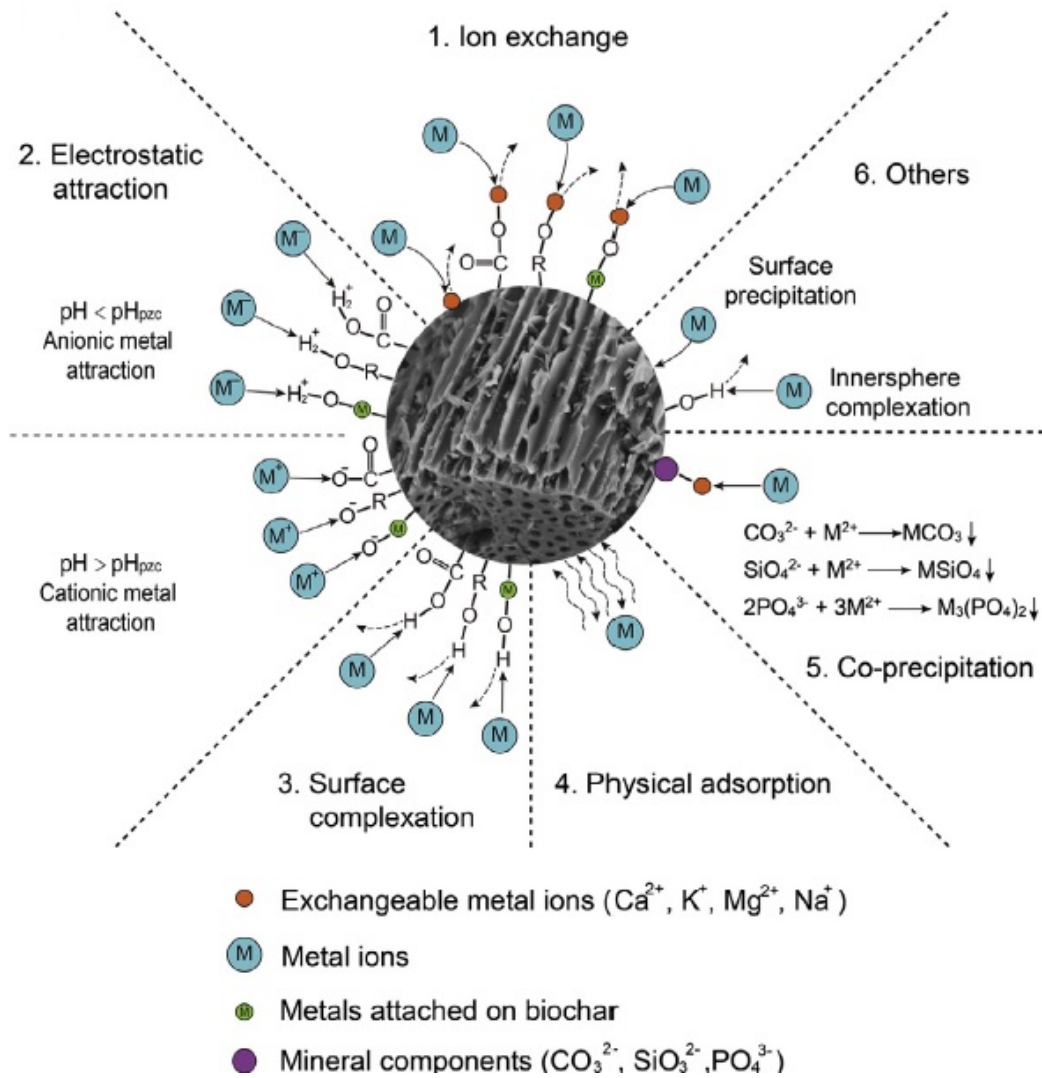 1. Ion exchange
M
M
M
M
O
O
O
O
C
R
M
2. Electrostatic
attraction
M⁻
H₂⁺
O
O
C
M⁻
H₂⁺
O
R
M⁻
H₂⁺
O
M
pH < pHpzc
Anionic metal
attraction
M⁺
O⁻
C
O
M⁺
O⁻
R
M⁺
O⁻
M
pH > pHpzc
Cationic metal
attraction
6. Others
Surface
precipitation
M
O
H
M
Innersphere
complexation
M
CO₃²⁻ + M²⁺ → MCO₃↓
SiO₄²⁻ + M²⁺ → MSiO₄↓
2PO₄³⁻ + 3M²⁺ → M₃(PO₄)₂↓
5. Co-precipitation
O
C
R
M
O
O
O
H
H
H
M
M
M
3. Surface
complexation
M
4. Physical adsorption
Exchangeable metal ions (Ca²⁺, K⁺, Mg²⁺, Na⁺)
M Metal ions
M Metals attached on biochar
Mineral components (CO₃²⁻, SiO₃²⁻,PO₄³⁻)